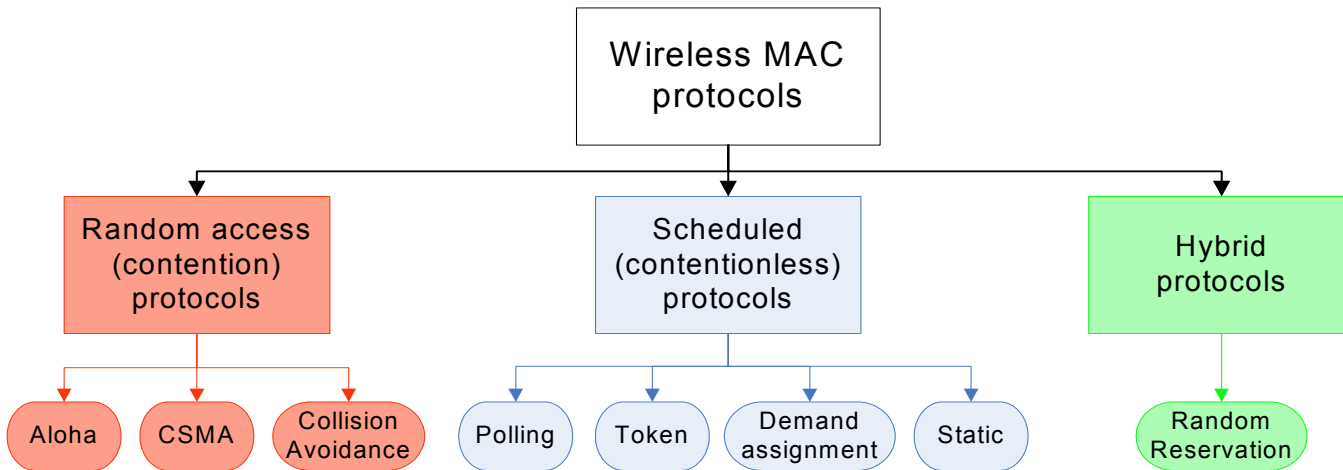 Wireless MAC
protocols
Random access
(contention)
protocols
Scheduled
(contentionless)
protocols
Hybrid
protocols
Aloha
CSMA
Collision
Avoidance
Polling
Token
Demand
assignment
Static
Random
Reservation